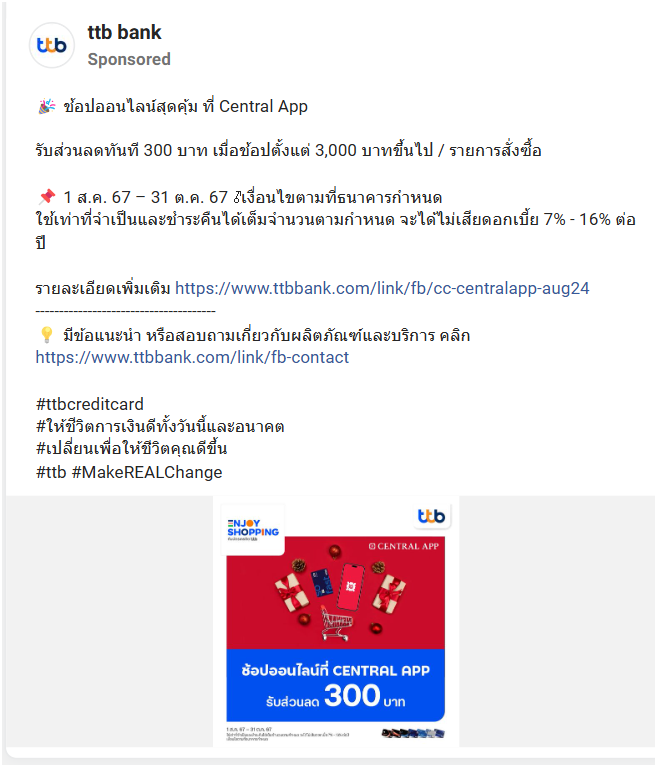 ttb
ttb bank
Sponsored
🎉 ช้อปออนไลน์สุดคุ้ม ที่ Central App
รับส่วนลดทันที 300 บาท เมื่อช้อปตั้งแต่ 3,000 บาทขึ้นไป / รายการสั่งซื้อ
📌 1 ส.ค. 67 – 31 ต.ค. 67 เงื่อนไขตามที่ธนาคารกำหนด
ใช้เท่าที่จำเป็นและชำระคืนได้เต็มจำนวนตามกำหนด จะได้ไม่เสียดอกเบี้ย 7% - 16% ต่อ
ปี
รายละเอียดเพิ่มเติม https://www.ttbbank.com/link/fb/cc-centralapp-aug24
-------------------------------------
💡 มีข้อแนะนำ หรือสอบถามเกี่ยวกับผลิตภัณฑ์และบริการ คลิก
https://www.ttbbank.com/link/fb-contact
#ttbcreditcard
#ให้ชีวิตการเงินดีทั้งวันนี้และอนาคต
#เปลี่ยนเพื่อให้ชีวิตคุณดีขึ้น
#ttb #MakeREALChange
ENJOY
SHOPPING
ttb
CENTRAL APP
ช้อปออนไลน์ที่ CENTRAL APP
รับส่วนลด 300 บาท
1 ส.ค. 67 – 31 ต.ค. 67